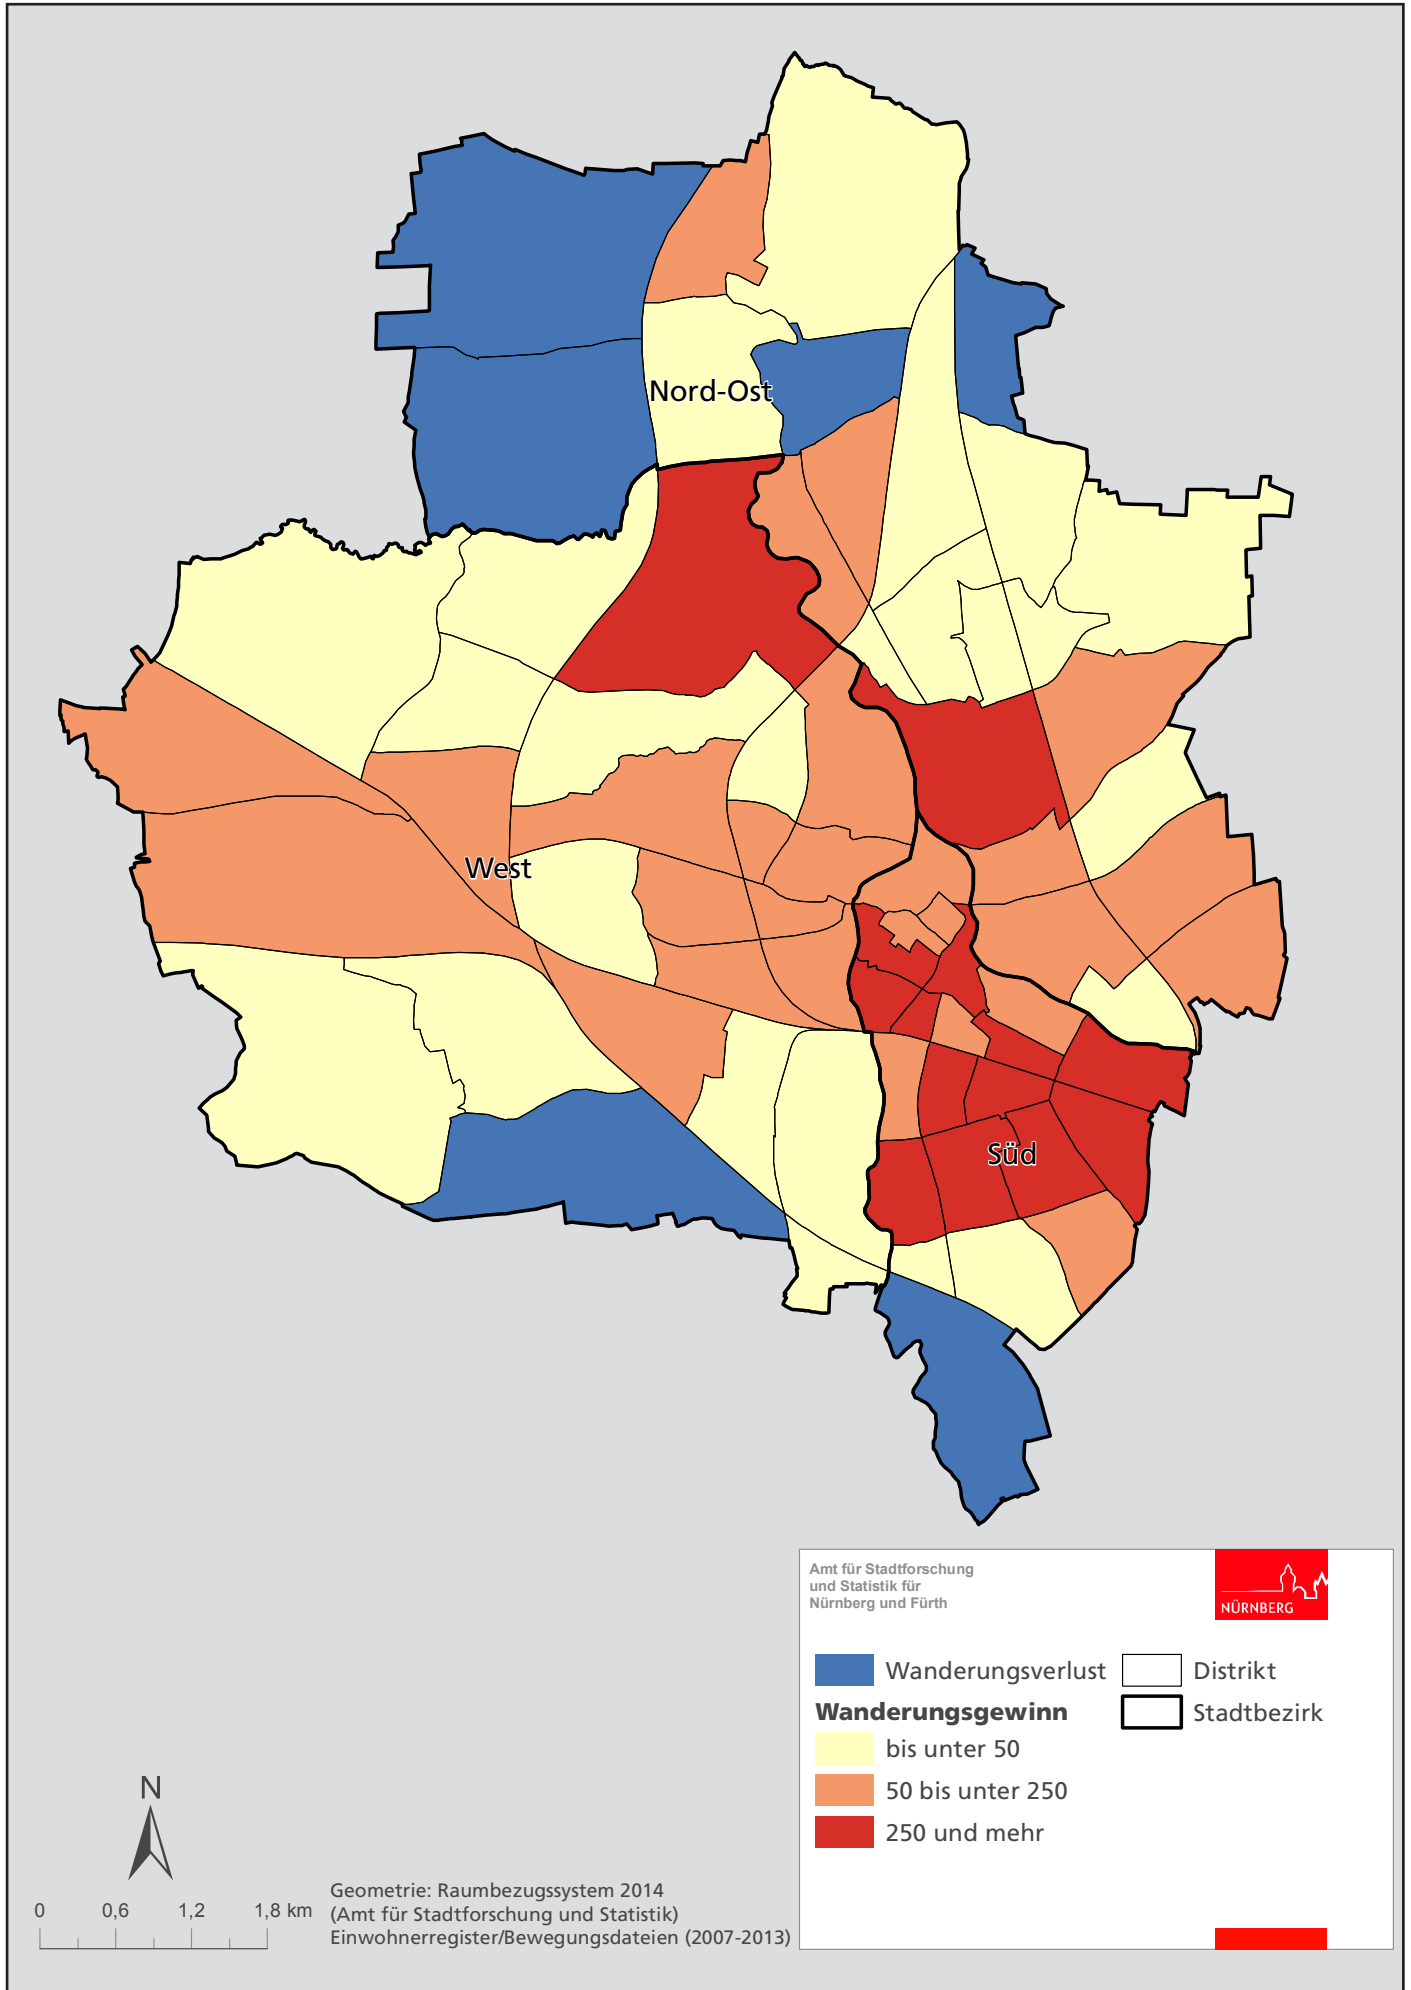 Nord-Ost
West
Süd
Amt für Stadtforschung
und Statistik für
Nürnberg und Fürth
NÜRNBERG
Wanderungsverlust
Distrikt
Wanderungsgewinn
Stadtbezirk
bis unter 50
50 bis unter 250
250 und mehr
N
0 0,6 1,2 1,8 km
Geometrie: Raumbezugssystem 2014
(Amt für Stadtforschung und Statistik)
Einwohnerregister/Bewegungsdateien (2007-2013)